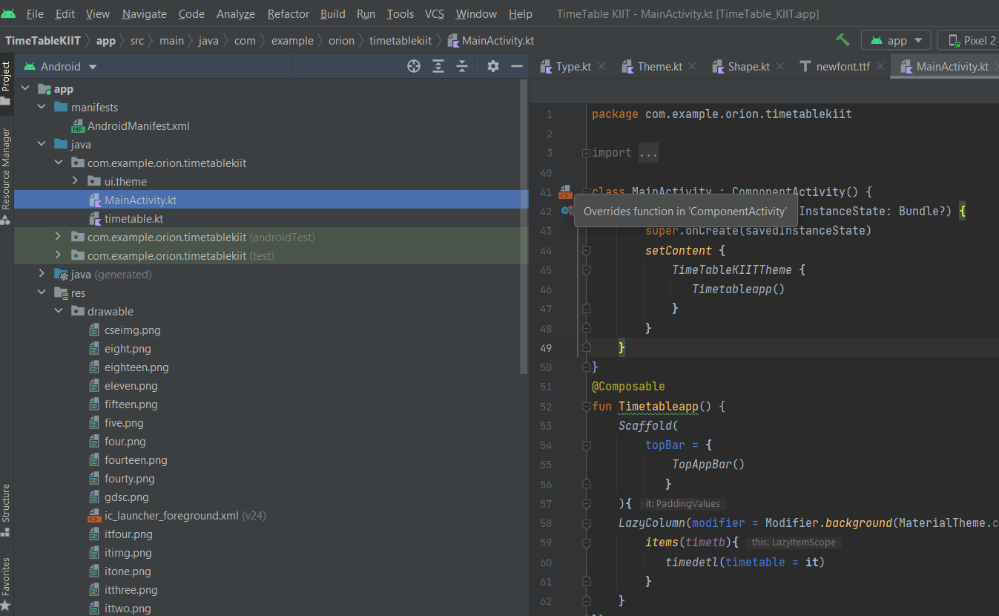 File Edit View Navigate Code Analyze Refactor Build Run Tools VCS Window Help TimeTable KIIT - MainActivity.kt [TimeTable_KIIT.app]
TimeTableKIIT app src main java com example orion timetablekiit MainActivity.kt app Pixel 2
Project
Resource Manager
Structure
Favorites
Android
app
manifests
MF AndroidManifest.xml
java
com.example.orion.timetablekiit
ui.theme
MainActivity.kt
timetable.kt
com.example.orion.timetablekiit (androidTest)
com.example.orion.timetablekiit (test)
java (generated)
res
drawable
cseimg.png
eight.png
eighteen.png
eleven.png
fifteen.png
five.png
four.png
fourteen.png
fourty.png
gdsc.png
ic_launcher_foreground.xml (v24)
itfour.png
itimg.png
itone.png
itthree.png
ittwo.png
Type.kt Theme.kt Shape.kt newfont.ttf MainActivity.kt
1 package com.example.orion.timetablekiit
2
3 import ...
40
41 class MainActivity : ComponentActivity() {
42 InstanceState: Bundle?) {
Overrides function in 'ComponentActivity'
43 super.onCreate(savedInstanceState)
44 setContent {
45 TimeTableKIITTheme {
46 Timetableapp()
47 }
48 }
49 }
50 }
51 @Composable
52 fun Timetableapp() {
53 Scaffold(
54 topBar = {
55 TopAppBar()
56 }
57 ){ it: PaddingValues
58 LazyColumn(modifier = Modifier.background(MaterialTheme.c
59 items(timetb){ this: LazyItemScope
60 timedetl(timetable = it)
61 }
62 }